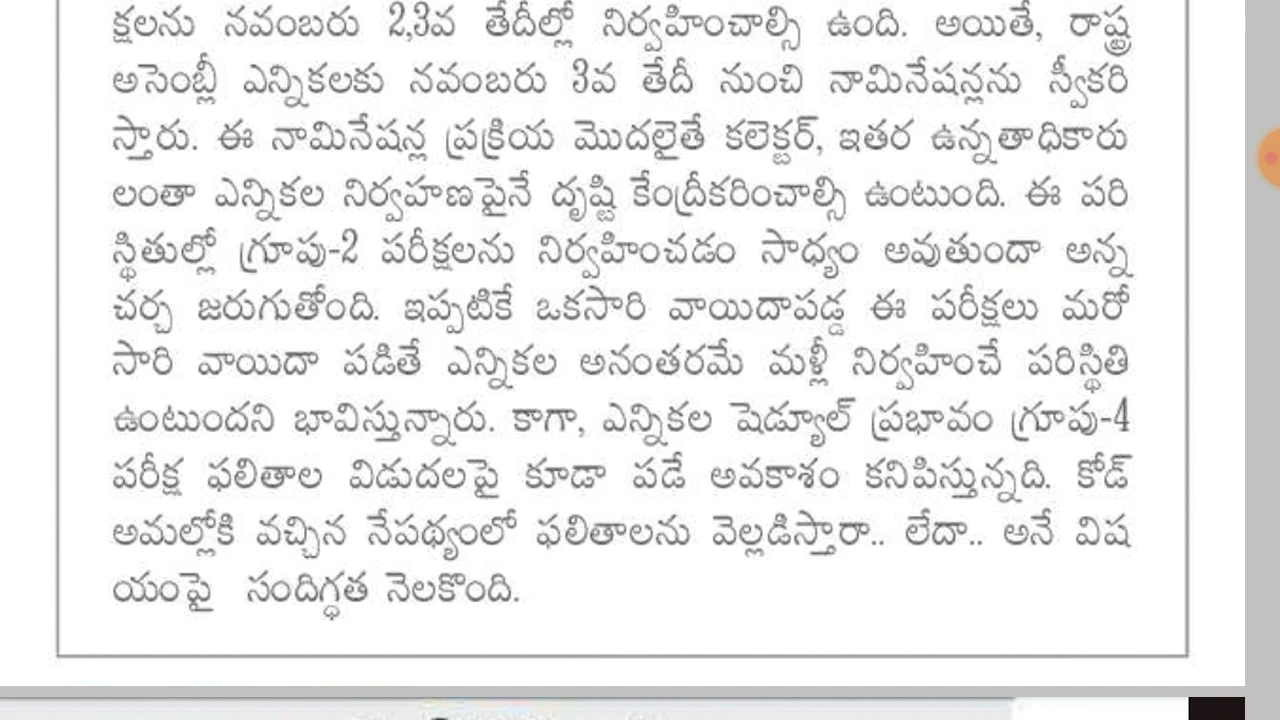 క్షలను నవంబరు 2,3వ తేదీల్లో నిర్వహించాల్సి ఉంది. అయితే, రాష్ట్ర
అసెంబ్లీ ఎన్నికలకు నవంబరు 3వ తేదీ నుంచి నామినేషన్లను స్వీకరి
స్తారు. ఈ నామినేషన్ల ప్రక్రియ మొదలైతే కలెక్టర్, ఇతర ఉన్నతాధికారు
లంతా ఎన్నికల నిర్వహణపైనే దృష్టి కేంద్రీకరించాల్సి ఉంటుంది. ఈ పరి
స్థితుల్లో గ్రూపు-2 పరీక్షలను నిర్వహించడం సాధ్యం అవుతుందా అన్న
చర్చ జరుగుతోంది. ఇప్పటికే ఒకసారి వాయిదాపడ్డ ఈ పరీక్షలు మరో
సారి వాయిదా పడితే ఎన్నికల అనంతరమే మళ్లీ నిర్వహించే పరిస్థితి
ఉంటుందని భావిస్తున్నారు. కాగా, ఎన్నికల షెడ్యూల్ ప్రభావం గ్రూపు-4
పరీక్ష ఫలితాల విడుదలపై కూడా పడే అవకాశం కనిపిస్తున్నది. కోడ్
అమల్లోకి వచ్చిన నేపథ్యంలో ఫలితాలను వెల్లడిస్తారా.. లేదా.. అనే విష
యంపై సందిగ్ధత నెలకొంది.